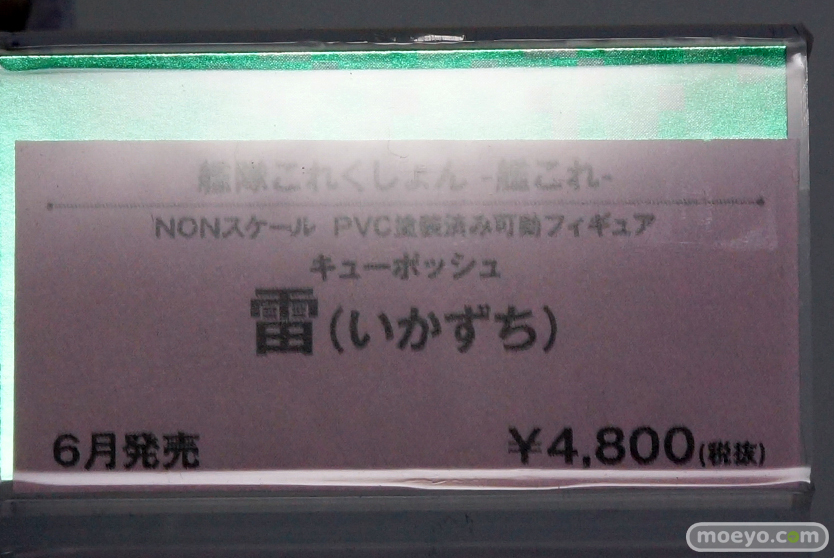 艦隊これくしょん -艦これ-
NONスケール PVC塗装済み可動フィギュア
キューポッシュ
雷(いかずち)
6月発売 ¥4,800(税抜)
moeyo.com